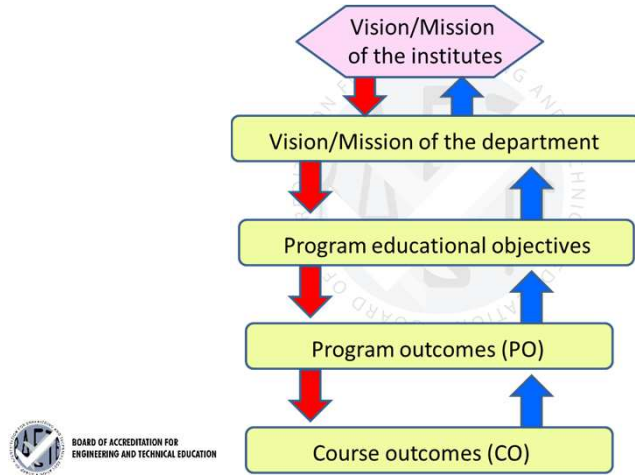 Vision/Mission
of the institutes
Vision/Mission of the department
Program educational objectives
Program outcomes (PO)
Course outcomes (CO)
BOARD OF ACCREDITATION FOR
ENGINEERING AND TECHNICAL EDUCATION